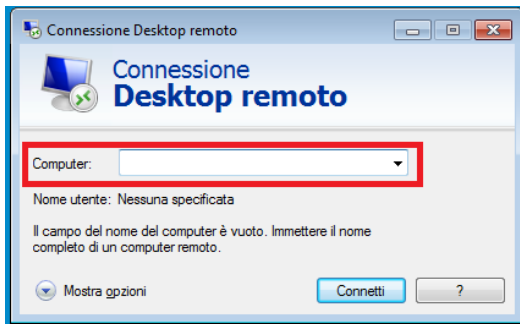 Connessione Desktop remoto
Connessione
Desktop remoto
Computer:
Nome utente: Nessuna specificata
Il campo del nome del computer è vuoto. Immettere il nome
completo di un computer remoto.
Mostra opzioni
Connetti
?